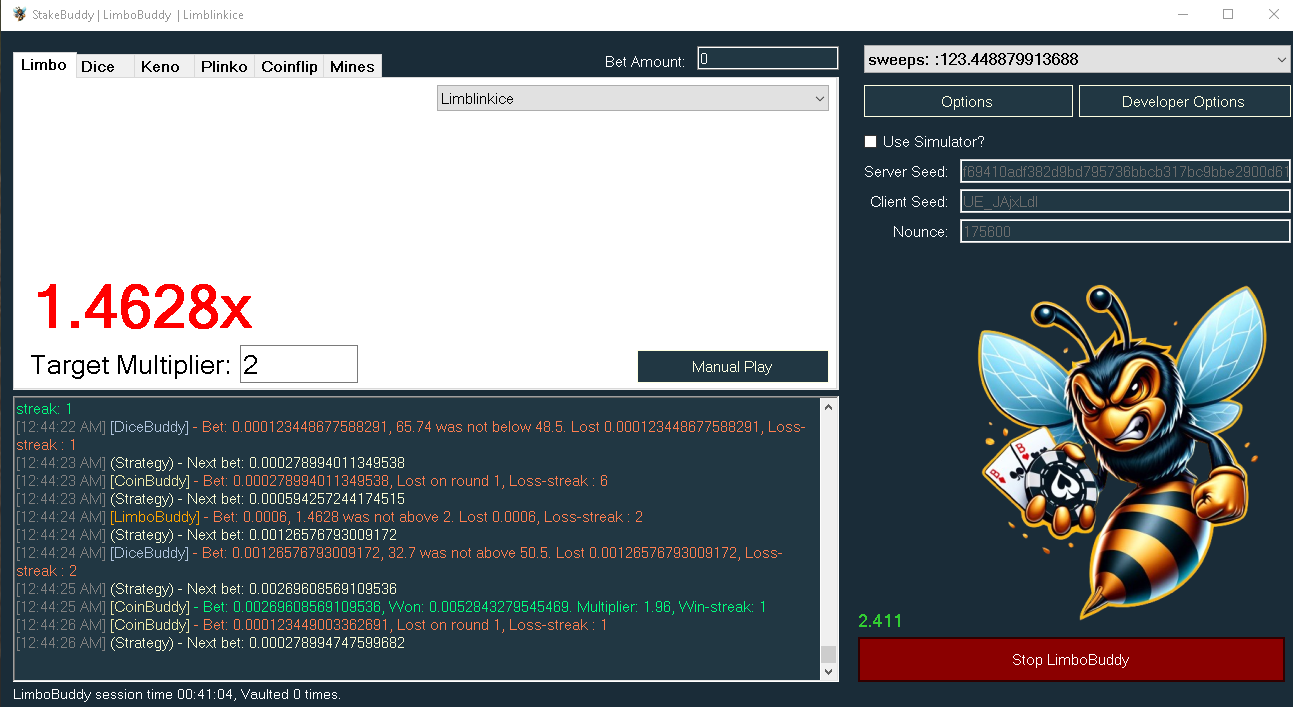 StakeBuddy | LimboBuddy | Limblinkice
Limbo Dice Keno Plinko Coinflip Mines
Bet Amount: 0
sweeps: :123.448879913688
Limblinkice
Options Developer Options
Use Simulator?
Server Seed: f69410adf382d9bd795736bbcb317bc9bbe2900d61
Client Seed: UE_JAjxLdI
Nounce: 175600
1.4628x
Target Multiplier: 2
Manual Play
streak: 1
[12:44:22 AM] [DiceBuddy] - Bet: 0.000123448677588291, 65.74 was not below 48.5. Lost 0.000123448677588291, Loss-
streak : 1
[12:44:23 AM] (Strategy) - Next bet: 0.000278994011349538
[12:44:23 AM] [CoinBuddy] - Bet: 0.000278994011349538, Lost on round 1, Loss-streak : 6
[12:44:23 AM] (Strategy) - Next bet: 0.000594257244174515
[12:44:24 AM] [LimboBuddy] - Bet: 0.0006, 1.4628 was not above 2. Lost 0.0006, Loss-streak : 2
[12:44:24 AM] (Strategy) - Next bet: 0.00126576793009172
[12:44:24 AM] [DiceBuddy] - Bet: 0.00126576793009172, 32.7 was not above 50.5. Lost 0.00126576793009172, Loss-
streak : 2
[12:44:25 AM] (Strategy) - Next bet: 0.00269608569109536
[12:44:25 AM] [CoinBuddy] - Bet: 0.00269608569109536, Won: 0.0052843279545469. Multiplier: 1.96, Win-streak: 1
[12:44:26 AM] [CoinBuddy] - Bet: 0.000123449003362691, Lost on round 1, Loss-streak : 1
[12:44:26 AM] (Strategy) - Next bet: 0.000278994747599682
2.411
Stop LimboBuddy
LimboBuddy session time 00:41:04, Vaulted 0 times.